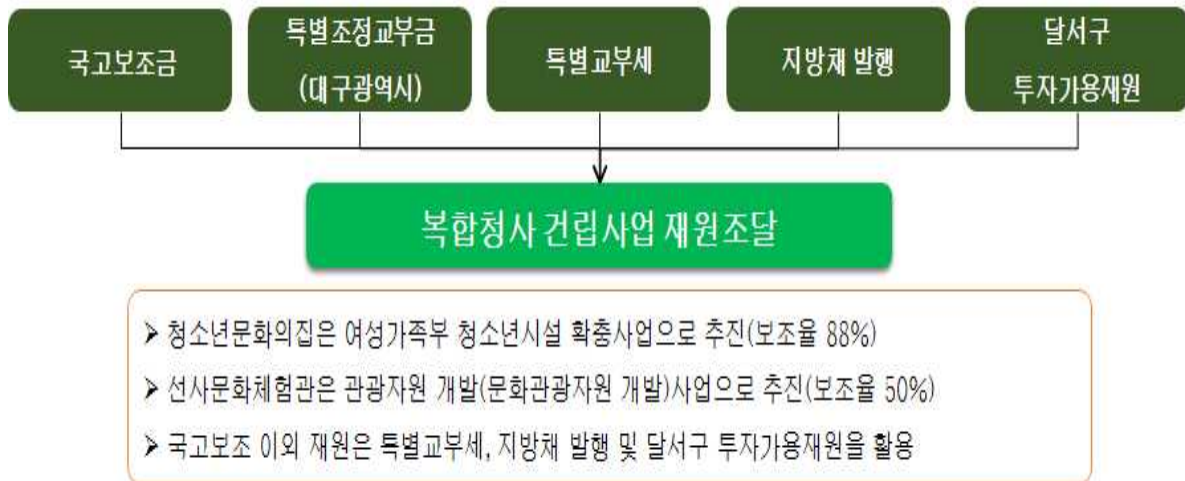 국고보조금
특별조정교부금
(대구광역시)
특별교부세
지방채 발행
달서구
투자가용재원
복합청사 건립사업 재원조달
➤ 청소년문화의집은 여성가족부 청소년시설 확충사업으로 추진(보조율 88%)
➤ 선사문화체험관은 관광자원 개발(문화관광자원 개발)사업으로 추진(보조율 50%)
➤ 국고보조 이외 재원은 특별교부세, 지방채 발행 및 달서구 투자가용재원을 활용